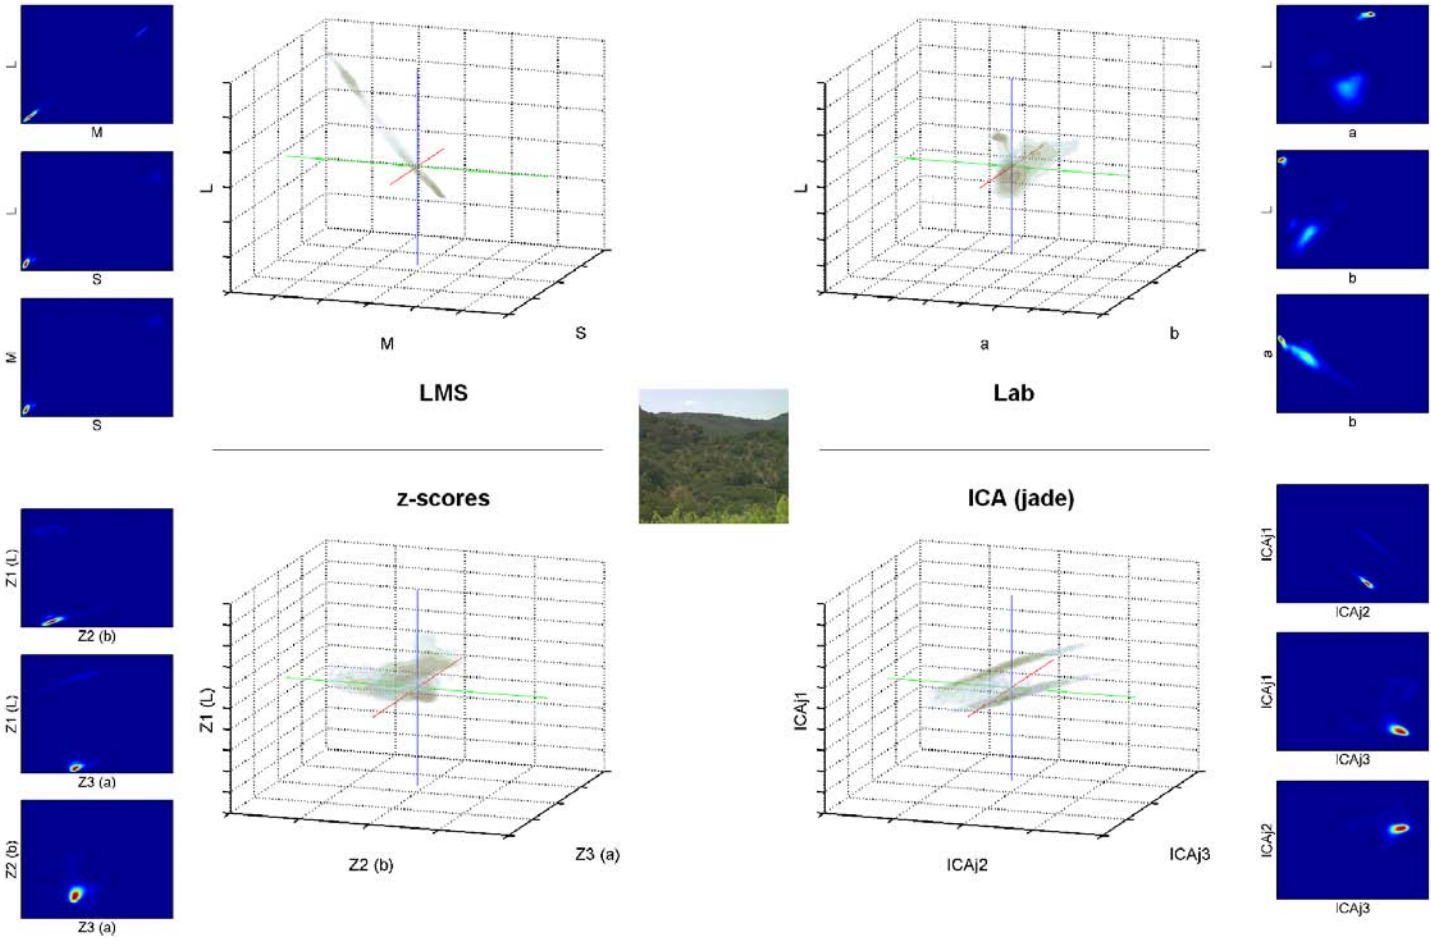 L
M
L
S
M
S
L
M
S
LMS
L
a
b
Lab
L
a
L
b
a
b
z-scores
ICA (jade)
Z1 (L)
Z2 (b)
Z1 (L)
Z3 (a)
Z2 (b)
Z3 (a)
Z1 (L)
Z2 (b)
Z3 (a)
ICAj1
ICAj2
ICAj3
ICAj1
ICAj2
ICAj1
ICAj3
ICAj2
ICAj3